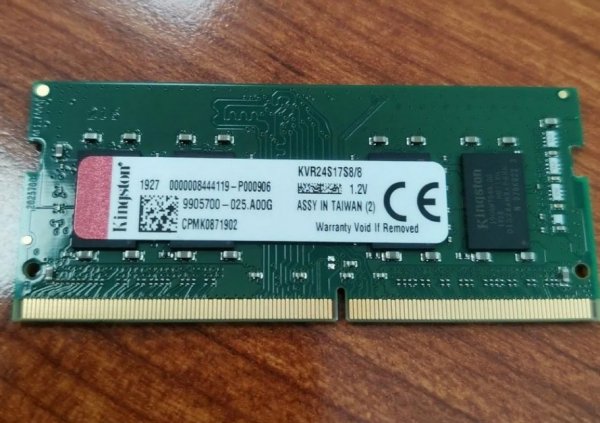 Kingston
1927 0000008444119-P000906
9905700-025.A00G
CPMK0871902
KVR24S17S8/8
1.2V
ASSY IN TAIWAN (2)
Warranty Void If Removed
CE
Kingston